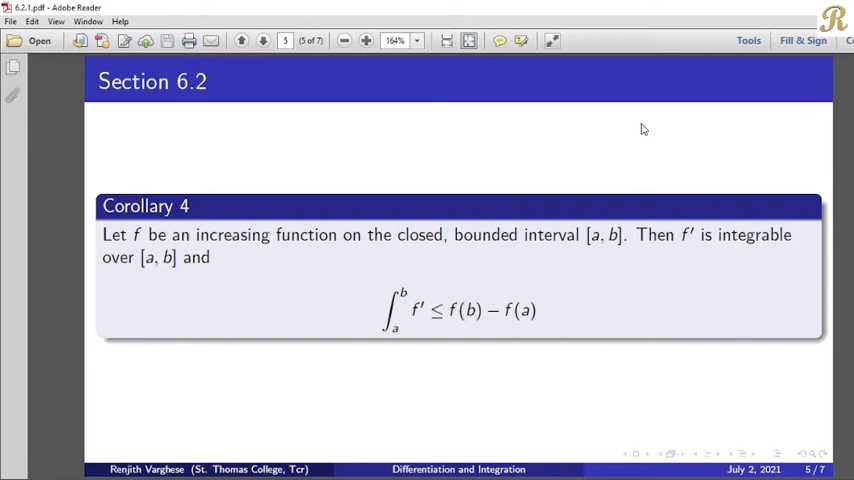 6.2.1.pdf - Adobe Reader
File Edit View Window Help
R
Open 5 (5 of 7) 164% Tools Fill & Sign
Section 6.2
Corollary 4
Let f be an increasing function on the closed, bounded interval [a, b]. Then f′ is integrable
over [a, b] and
∫_a^b f′ ≤ f(b) − f(a)
Renjith Varghese (St. Thomas College, Tcr) Differentiation and Integration July 2, 2021 5 / 7